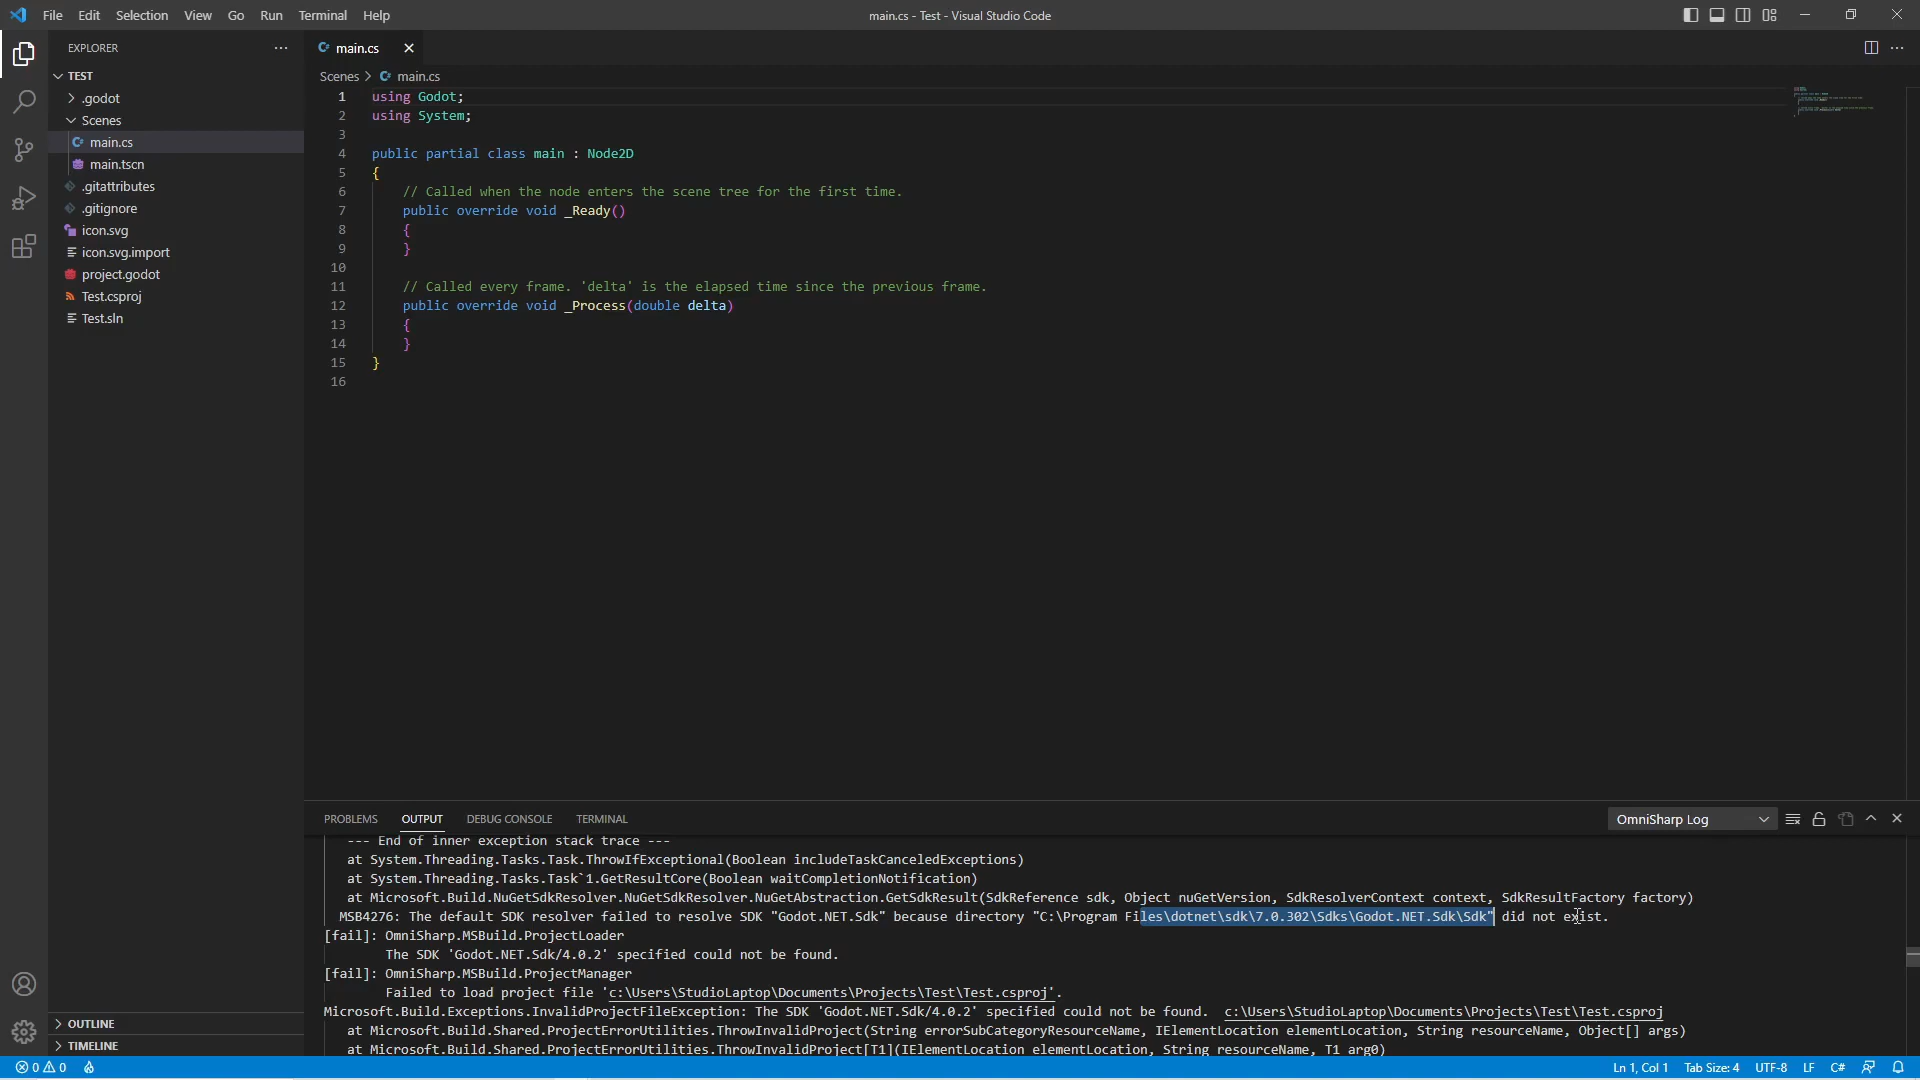 File Edit Selection View Go Run Terminal Help
main.cs - Test - Visual Studio Code
EXPLORER
TEST
.godot
Scenes
main.cs
main.tscn
.gitattributes
.gitignore
icon.svg
icon.svg.import
project.godot
Test.csproj
Test.sln
OUTLINE
TIMELINE
main.cs
Scenes > main.cs
1 using Godot;
2 using System;
3
4 public partial class main : Node2D
5 {
6 // Called when the node enters the scene tree for the first time.
7 public override void _Ready()
8 {
9 }
10
11 // Called every frame. 'delta' is the elapsed time since the previous frame.
12 public override void _Process(double delta)
13 {
14 }
15 }
16
PROBLEMS OUTPUT DEBUG CONSOLE TERMINAL
OmniSharp Log
--- End of inner exception stack trace ---
at System.Threading.Tasks.Task.ThrowIfExceptional(Boolean includeTaskCanceledExceptions)
at System.Threading.Tasks.Task`1.GetResultCore(Boolean waitCompletionNotification)
at Microsoft.Build.NuGetSdkResolver.NuGetSdkResolver.NuGetAbstraction.GetSdkResult(SdkReference sdk, Object nuGetVersion, SdkResolverContext context, SdkResultFactory factory)
MSB4276: The default SDK resolver failed to resolve SDK "Godot.NET.Sdk" because directory "C:\Program Files\dotnet\sdk\7.0.302\Sdks\Godot.NET.Sdk\Sdk" did not exist.
[fail]: OmniSharp.MSBuild.ProjectLoader
The SDK 'Godot.NET.Sdk/4.0.2' specified could not be found.
[fail]: OmniSharp.MSBuild.ProjectManager
Failed to load project file 'c:\Users\StudioLaptop\Documents\Projects\Test\Test.csproj'.
Microsoft.Build.Exceptions.InvalidProjectFileException: The SDK 'Godot.NET.Sdk/4.0.2' specified could not be found.  c:\Users\StudioLaptop\Documents\Projects\Test\Test.csproj
at Microsoft.Build.Shared.ProjectErrorUtilities.ThrowInvalidProject(String errorSubCategoryResourceName, IElementLocation elementLocation, String resourceName, Object[] args)
at Microsoft.Build.Shared.ProjectErrorUtilities.ThrowInvalidProject[T1](IElementLocation elementLocation, String resourceName, T1 arg0)
0 0
Ln 1, Col 1 Tab Size: 4 UTF-8 LF C#